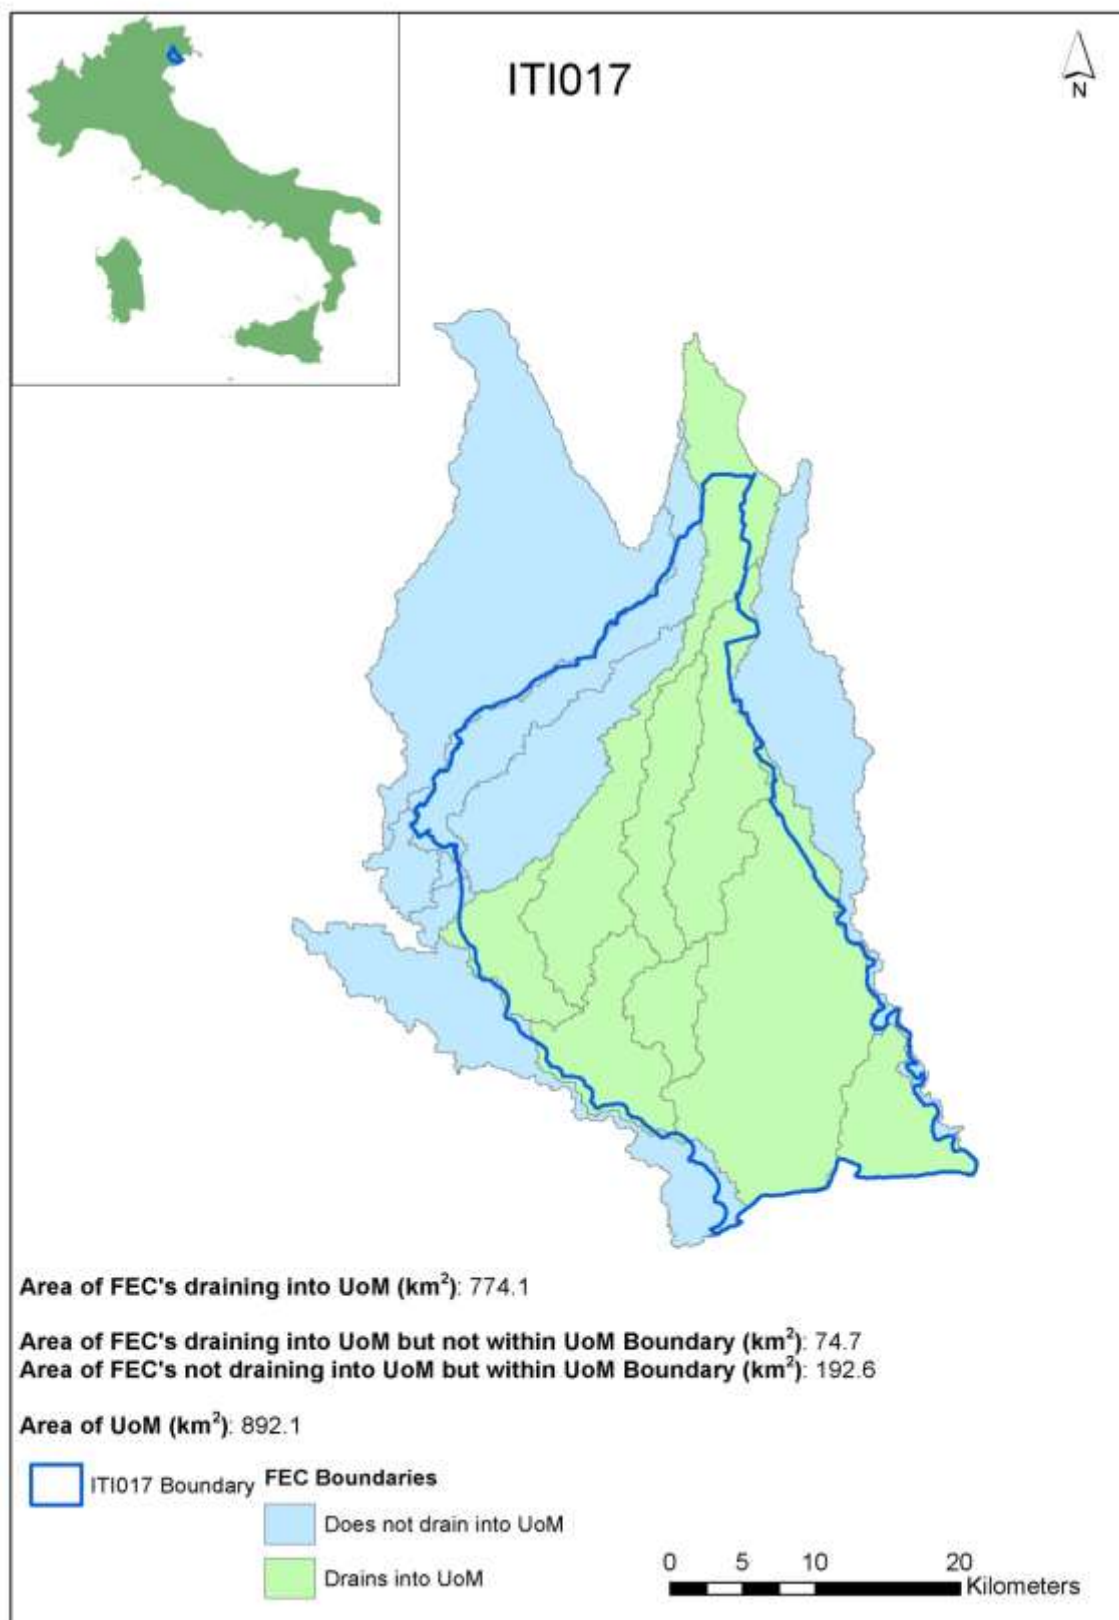 ITI017
N
Area of FEC's draining into UoM (km²): 774.1
Area of FEC's draining into UoM but not within UoM Boundary (km²): 74.7
Area of FEC's not draining into UoM but within UoM Boundary (km²): 192.6
Area of UoM (km²): 892.1
ITI017 Boundary
FEC Boundaries
Does not drain into UoM
Drains into UoM
0 5 10 20
Kilometers